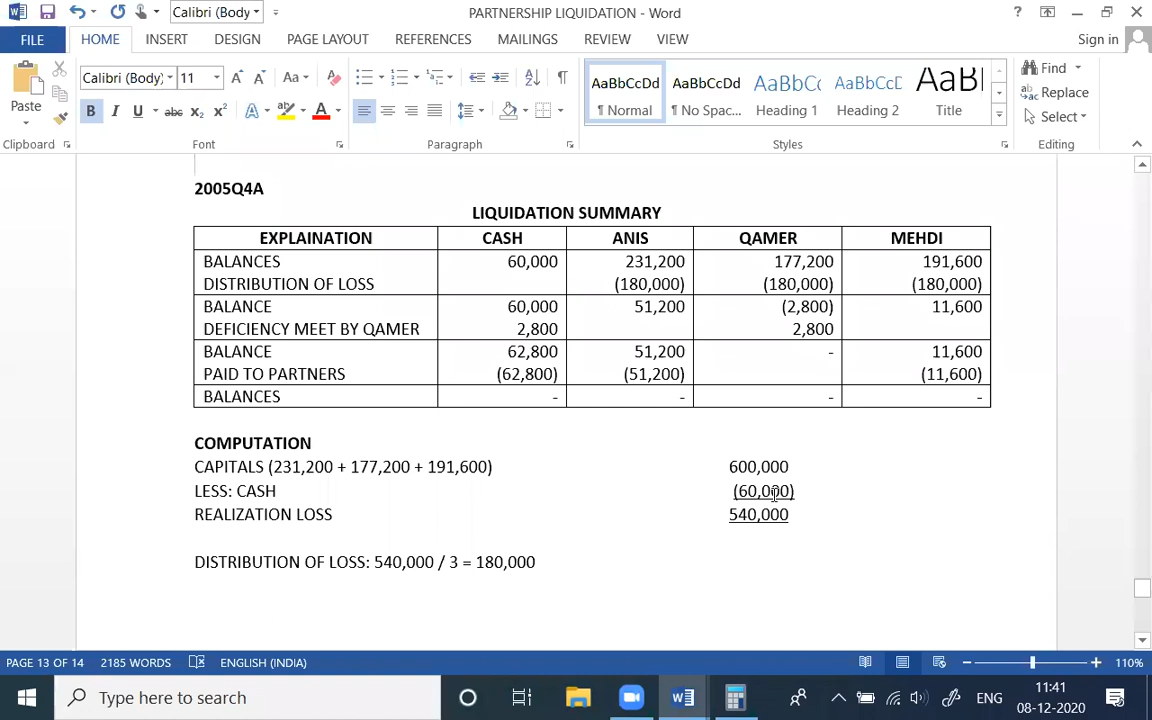 PARTNERSHIP LIQUIDATION - Word
Calibri (Body
?
FILE HOME INSERT DESIGN PAGE LAYOUT REFERENCES MAILINGS REVIEW VIEW Sign in
Paste
Calibri (Body) 11 A A Aa
B I U abc x₂ x² A A
AaBbCcDd AaBbCcDd AaBbCc AaBbCcD AaBl
¶ Normal ¶ No Spac... Heading 1 Heading 2 Title
Find
Replace
Select
Clipboard Font Paragraph Styles Editing
2005Q4A
LIQUIDATION SUMMARY
EXPLAINATION CASH ANIS QAMER MEHDI
BALANCES 60,000 231,200 177,200 191,600
DISTRIBUTION OF LOSS (180,000) (180,000) (180,000)
BALANCE 60,000 51,200 (2,800) 11,600
DEFICIENCY MEET BY QAMER 2,800 2,800
BALANCE 62,800 51,200 - 11,600
PAID TO PARTNERS (62,800) (51,200) (11,600)
BALANCES - - - -
COMPUTATION
CAPITALS (231,200 + 177,200 + 191,600) 600,000
LESS: CASH (60,000)
REALIZATION LOSS 540,000
DISTRIBUTION OF LOSS: 540,000 / 3 = 180,000
PAGE 13 OF 14 2185 WORDS ENGLISH (INDIA) 110%
Type here to search
ENG
11:41
08-12-2020